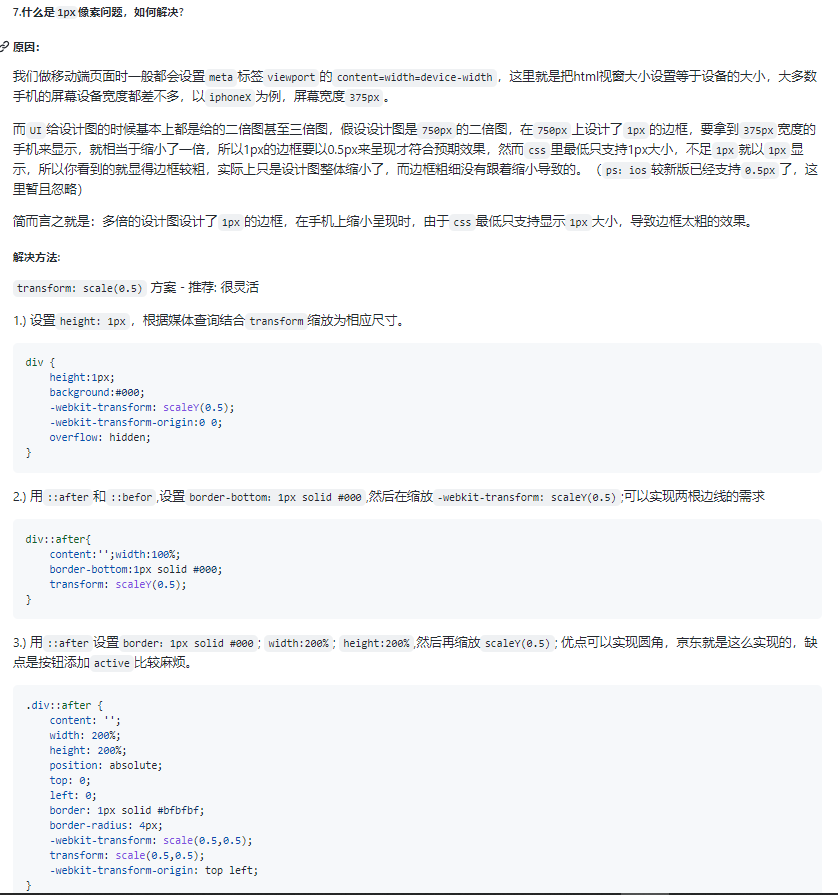 7.什么是 1px 像素问题，如何解决?
原因:
我们做移动端页面时一般都会设置 meta 标签 viewport 的 content=width=device-width ，这里就是把html视窗大小设置等于设备的大小，大多数
手机的屏幕设备宽度都差不多，以 iphoneX 为例，屏幕宽度 375px 。
而 UI 给设计图的时候基本上都是给的二倍图甚至三倍图，假设设计图是 750px 的二倍图，在 750px 上设计了 1px 的边框，要拿到 375px 宽度的
手机来显示，就相当于缩小了一倍，所以1px的边框要以0.5px来呈现才符合预期效果，然而 css 里最低只支持1px大小，不足 1px 就以 1px 显
示，所以你看到的就显得边框较粗，实际上只是设计图整体缩小了，而边框粗细没有跟着缩小导致的。（ ps: ios 较新版已经支持 0.5px 了，这
里暂且忽略）
简而言之就是：多倍的设计图设计了 1px 的边框，在手机上缩小呈现时，由于 css 最低只支持显示 1px 大小，导致边框太粗的效果。
解决方法:
transform: scale(0.5) 方案 - 推荐: 很灵活
1.) 设置 height: 1px ，根据媒体查询结合 transform 缩放为相应尺寸。
div {
height:1px;
background:#000;
-webkit-transform: scaleY(0.5);
-webkit-transform-origin:0 0;
overflow: hidden;
}
2.) 用 ::after 和 ::befor ,设置 border-bottom: 1px solid #000 ,然后在缩放 -webkit-transform: scaleY(0.5) ;可以实现两根边线的需求
div::after{
content:'';width:100%;
border-bottom:1px solid #000;
transform: scaleY(0.5);
}
3.) 用 ::after 设置 border: 1px solid #000 ; width:200% ; height:200% ,然后再缩放 scaleY(0.5) ; 优点可以实现圆角，京东就是这么实现的，缺
点是按钮添加 active 比较麻烦。
.div::after {
content: '';
width: 200%;
height: 200%;
position: absolute;
top: 0;
left: 0;
border: 1px solid #bfbfbf;
border-radius: 4px;
-webkit-transform: scale(0.5,0.5);
transform: scale(0.5,0.5);
-webkit-transform-origin: top left;
}